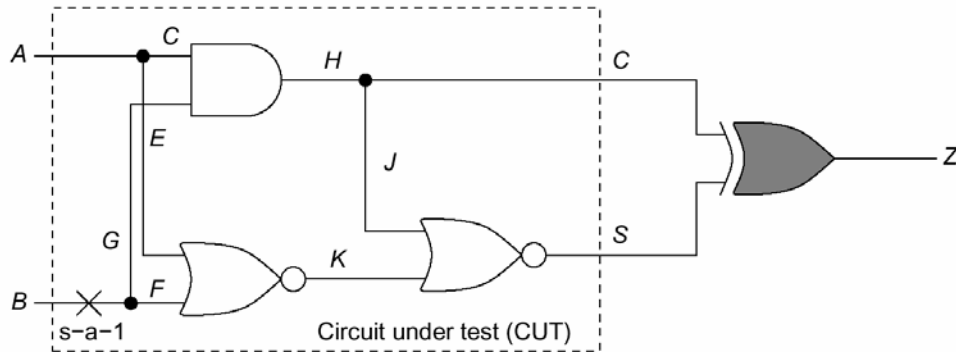 A
C
H
C
E
J
Z
G
K
S
B
F
s-a-1
Circuit under test (CUT)